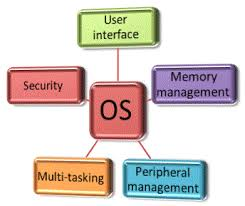 User
interface
Security
Memory
management
OS
Multi-tasking
Peripheral
management